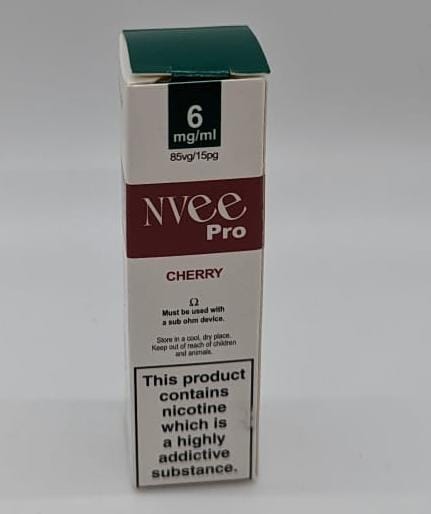 6
mg/ml
85vg/15pg
NVee
Pro
CHERRY
Ω
Must be used with
a sub ohm device.
Store in a cool, dry place.
Keep out of reach of children
and animals.
This product
contains
nicotine
which is
a highly
addictive
substance.